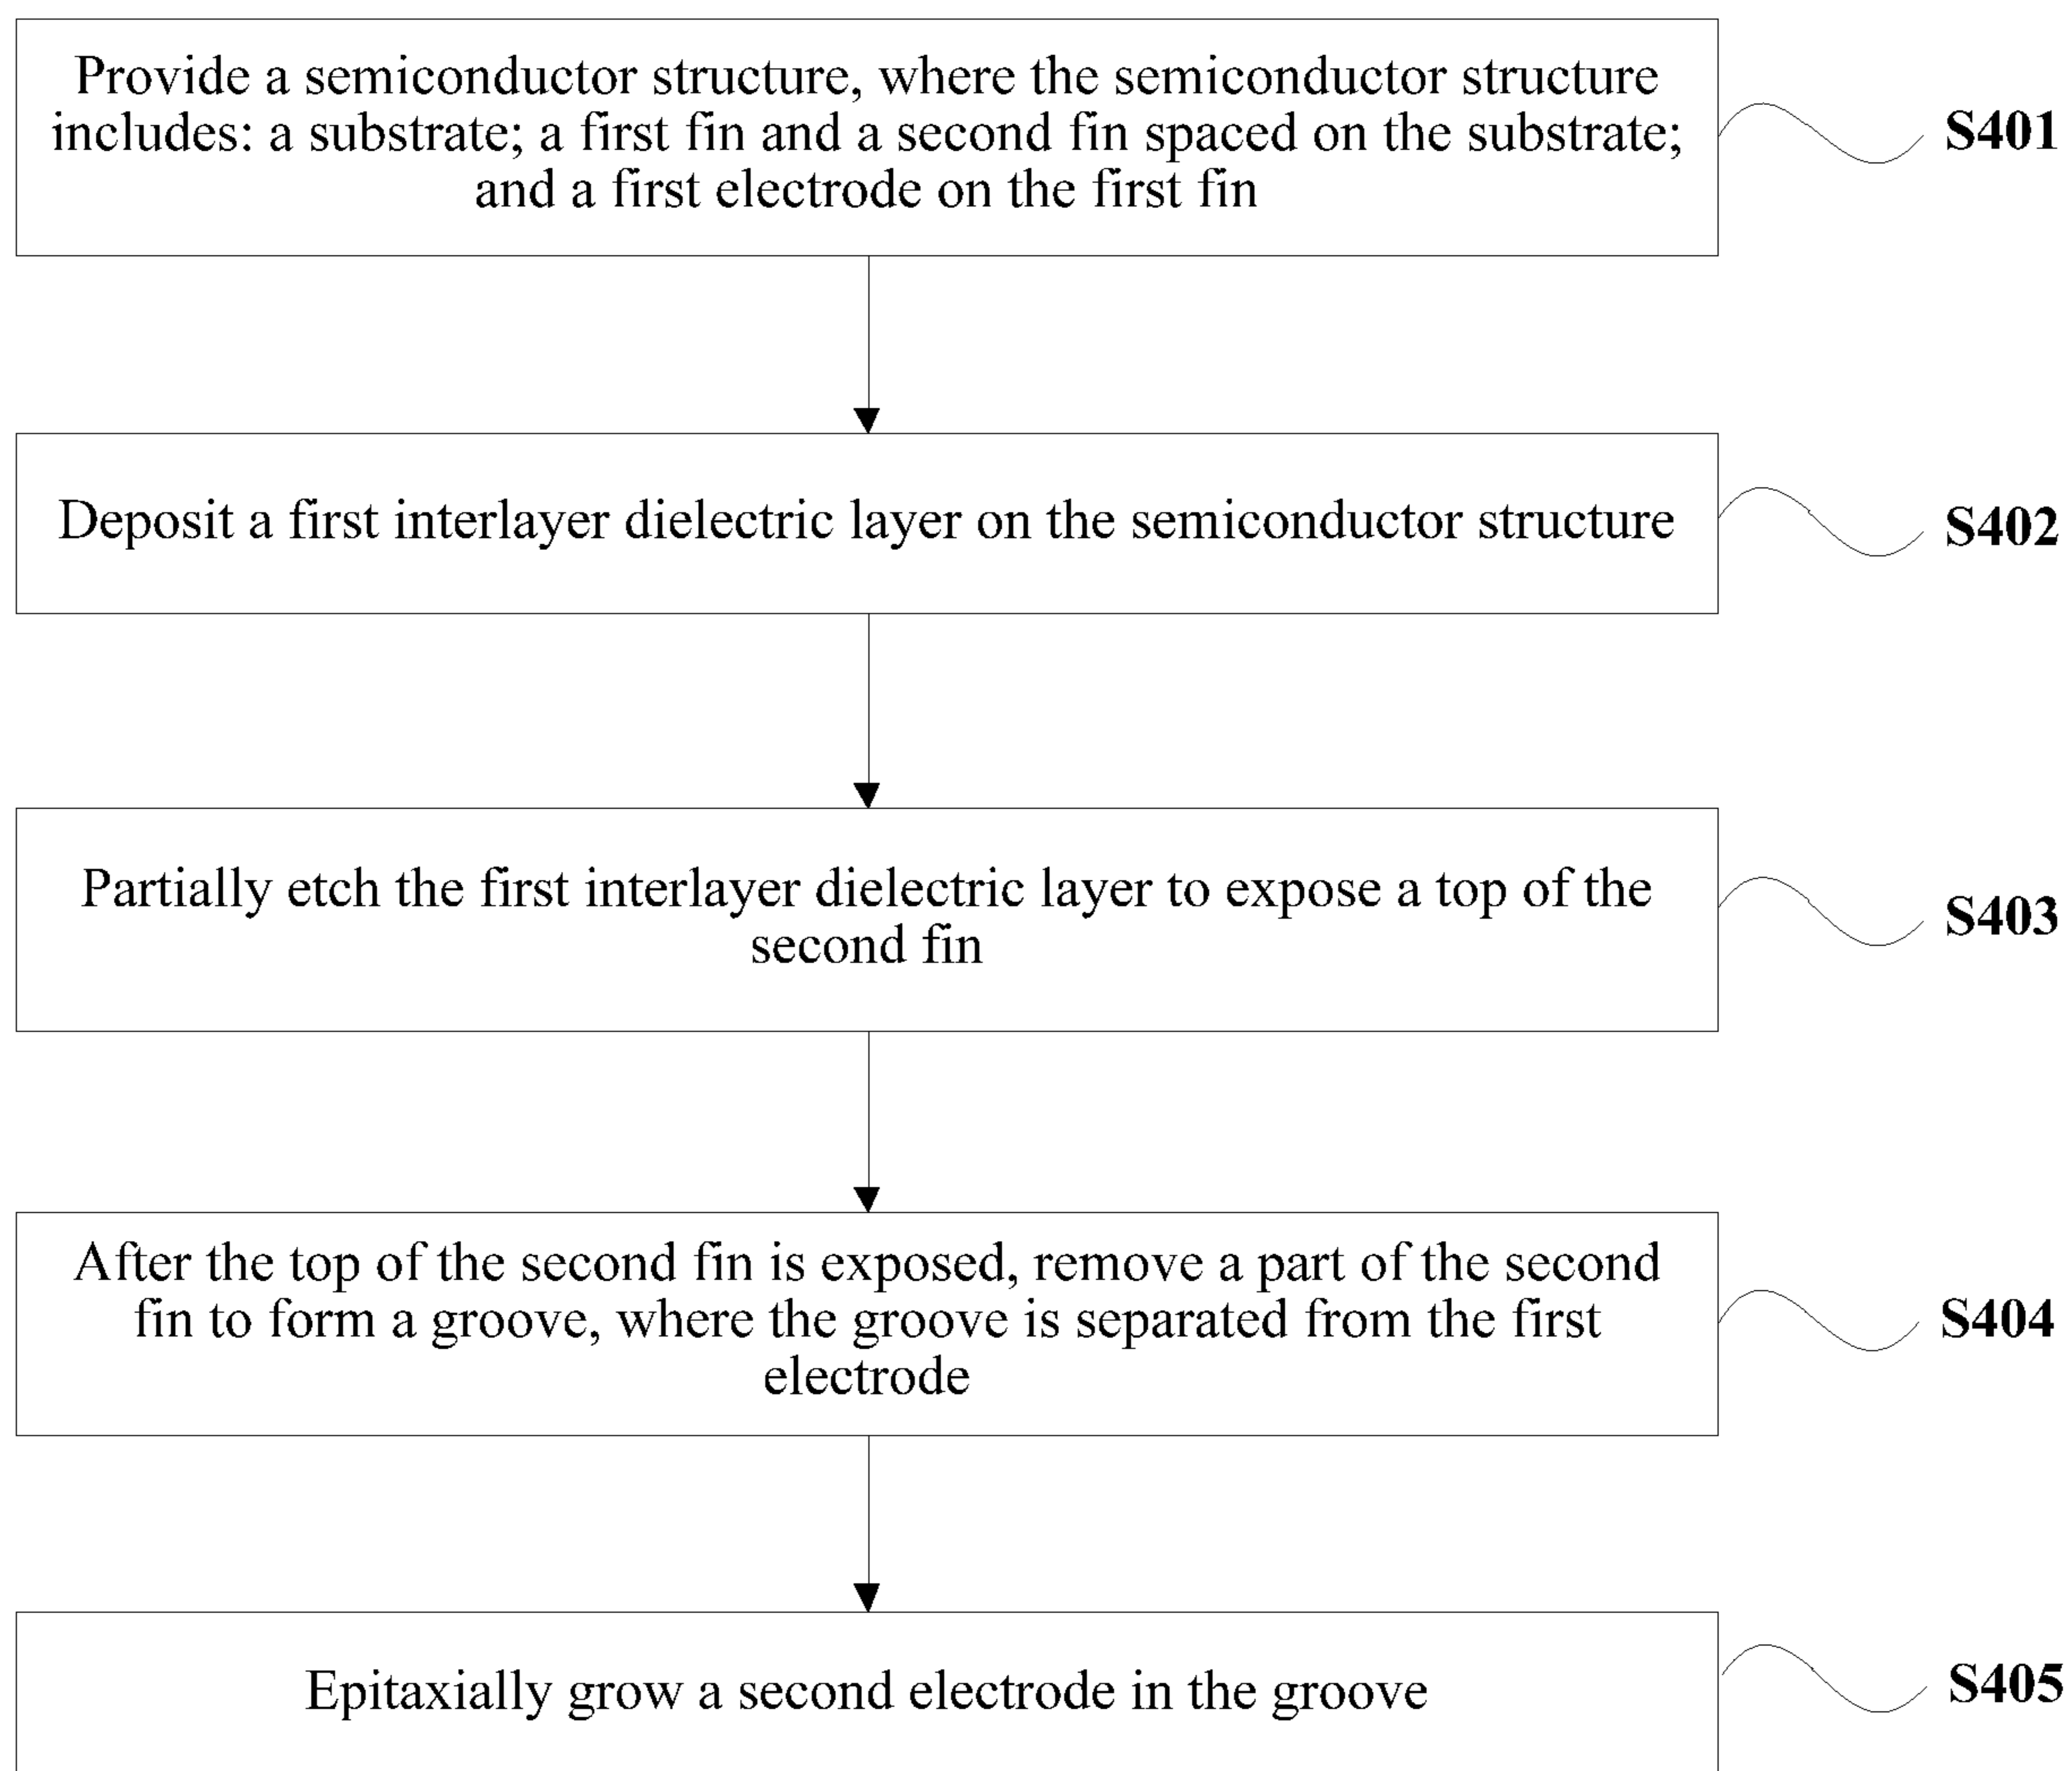 Provide a semiconductor structure, where the semiconductor structure
includes: a substrate; a first fin and a second fin spaced on the substrate;
and a first electrode on the first fin
S401
Deposit a first interlayer dielectric layer on the semiconductor structure
S402
Partially etch the first interlayer dielectric layer to expose a top of the
second fin
S403
After the top of the second fin is exposed, remove a part of the second
fin to form a groove, where the groove is separated from the first
electrode
S404
Epitaxially grow a second electrode in the groove
S405